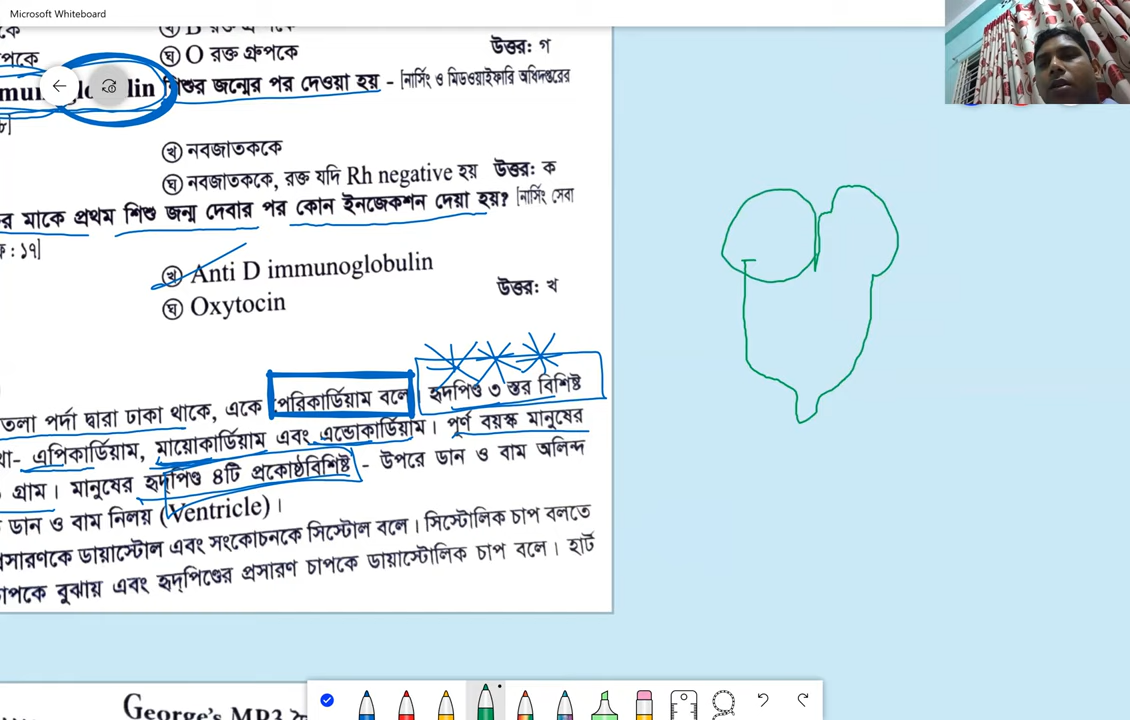 Microsoft Whiteboard
পকে
ঘ O রক্ত গ্রুপকে
উত্তর: গ
শিশুর জন্মের পর দেওয়া হয় - [নার্সিং ও মিডওয়াইফারি অধিদপ্তরের
খ নবজাতককে
ঘ নবজাতককে, রক্ত যদি Rh negative হয় উত্তর: ক
র মাকে প্রথম শিশু জন্ম দেবার পর কোন ইনজেকশন দেয়া হয়? [নার্সিং সেবা
: ১৭]
খ Anti D immunoglobulin
ঘ Oxytocin
উত্তর: খ
তলা পর্দা দ্বারা ঢাকা থাকে, একে পেরিকার্ডিয়াম বলে হৃদপিণ্ড ৩ স্তর বিশিষ্ট
থা- এপিকার্ডিয়াম, মায়োকার্ডিয়াম এবং এন্ডোকার্ডিয়াম। পূর্ণ বয়স্ক মানুষের
গ্রাম। মানুষের হৃদপিণ্ড ৪টি প্রকোষ্ঠবিশিষ্ট - উপরে ডান ও বাম অলিন্দ
ডান ও বাম নিলয় (Ventricle)।
প্রসারণকে ডায়াস্টোল এবং সংকোচনকে সিস্টোল বলে। সিস্টোলিক চাপ বলতে
চাপকে বুঝায় এবং হৃদ্‌পিণ্ডের প্রসারণ চাপকে ডায়াস্টোলিক চাপ বলে। হার্ট
George's MP3